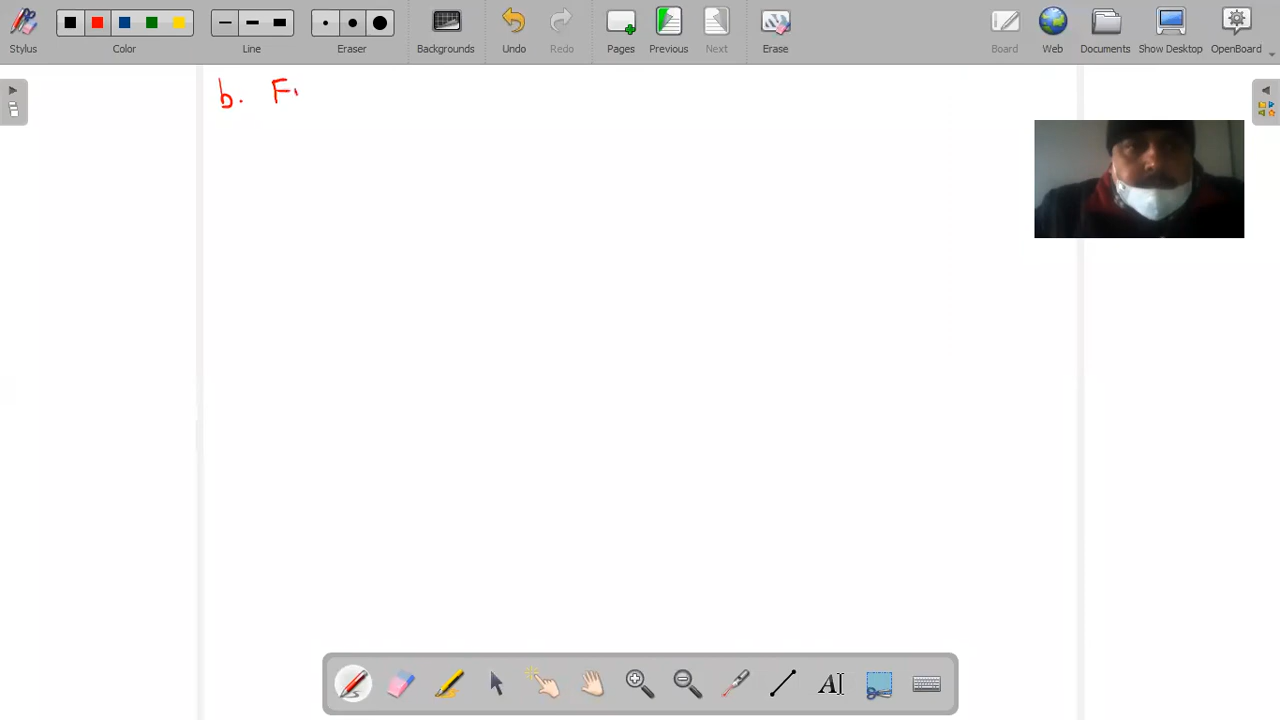 Stylus
Color
Line
Eraser
Backgrounds
Undo
Redo
Pages
Previous
Next
Erase
Board
Web
Documents
Show Desktop
OpenBoard
b. F